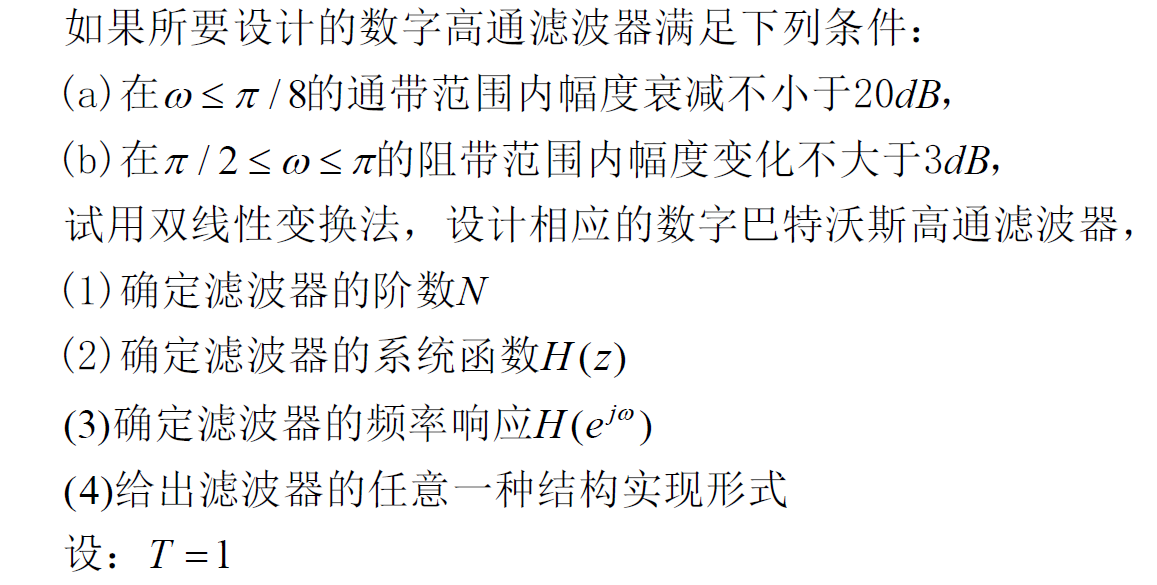 如果所要设计的数字高通滤波器满足下列条件：
(a)在ω≤π/8的通带范围内幅度衰减不小于20dB，
(b)在π/2≤ω≤π的阻带范围内幅度变化不大于3dB，
试用双线性变换法，设计相应的数字巴特沃斯高通滤波器，
(1)确定滤波器的阶数N
(2)确定滤波器的系统函数H(z)
(3)确定滤波器的频率响应H(e^{jω})
(4)给出滤波器的任意一种结构实现形式
设：T=1